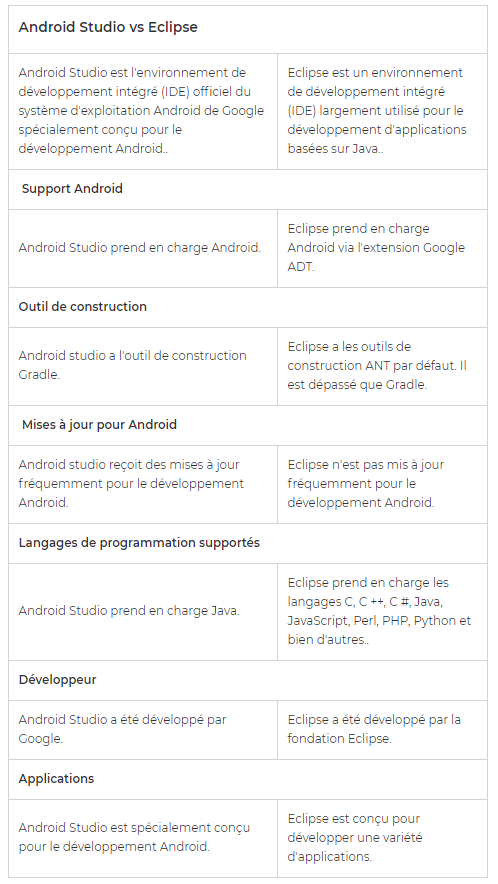 Android Studio vs Eclipse
Android Studio est l'environnement de
développement intégré (IDE) officiel du
système d'exploitation Android de Google
spécialement conçu pour le
développement Android..
Eclipse est un environnement
de développement intégré
(IDE) largement utilisé pour le
développement d'applications
basées sur Java..
Support Android
Android Studio prend en charge Android.
Eclipse prend en charge
Android via l'extension Google
ADT.
Outil de construction
Android studio a l'outil de construction
Gradle.
Eclipse a les outils de
construction ANT par défaut. Il
est dépassé que Gradle.
Mises à jour pour Android
Android studio reçoit des mises à jour
fréquemment pour le développement
Android.
Eclipse n'est pas mis à jour
fréquemment pour le
développement Android.
Langages de programmation supportés
Android Studio prend en charge Java.
Eclipse prend en charge les
langages C, C ++, C #, Java,
JavaScript, Perl, PHP, Python et
bien d'autres..
Développeur
Android Studio a été développé par
Google.
Eclipse a été développé par la
fondation Eclipse.
Applications
Android Studio est spécialement conçu
pour le développement Android.
Eclipse est conçu pour
développer une variété
d'applications.